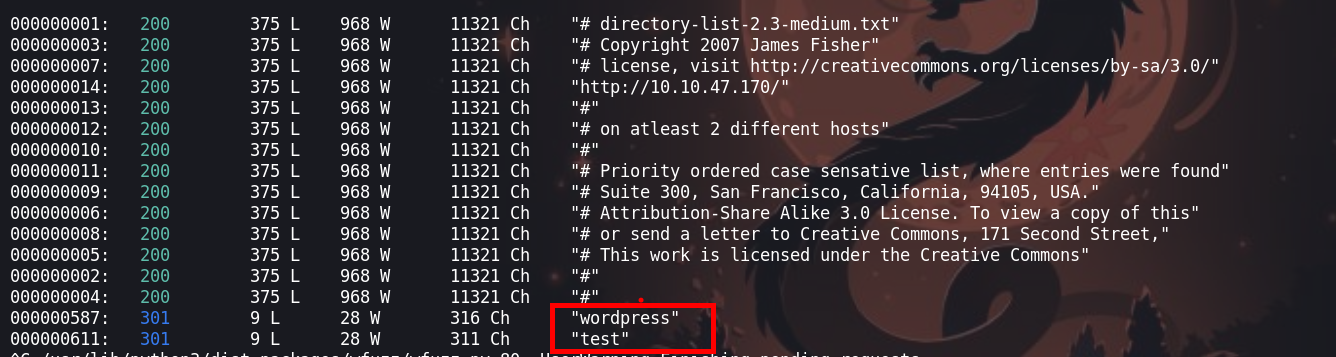 000000001: 200 375 L 968 W 11321 Ch "# directory-list-2.3-medium.txt"
000000003: 200 375 L 968 W 11321 Ch "# Copyright 2007 James Fisher"
000000007: 200 375 L 968 W 11321 Ch "# license, visit http://creativecommons.org/licenses/by-sa/3.0/"
000000014: 200 375 L 968 W 11321 Ch "http://10.10.47.170/"
000000013: 200 375 L 968 W 11321 Ch "#"
000000012: 200 375 L 968 W 11321 Ch "# on atleast 2 different hosts"
000000010: 200 375 L 968 W 11321 Ch "#"
000000011: 200 375 L 968 W 11321 Ch "# Priority ordered case sensative list, where entries were found"
000000009: 200 375 L 968 W 11321 Ch "# Suite 300, San Francisco, California, 94105, USA."
000000006: 200 375 L 968 W 11321 Ch "# Attribution-Share Alike 3.0 License. To view a copy of this"
000000008: 200 375 L 968 W 11321 Ch "# or send a letter to Creative Commons, 171 Second Street,"
000000005: 200 375 L 968 W 11321 Ch "# This work is licensed under the Creative Commons"
000000002: 200 375 L 968 W 11321 Ch "#"
000000004: 200 375 L 968 W 11321 Ch "#"
000000587: 301 9 L 28 W 316 Ch "wordpress"
000000611: 301 9 L 28 W 311 Ch "test"